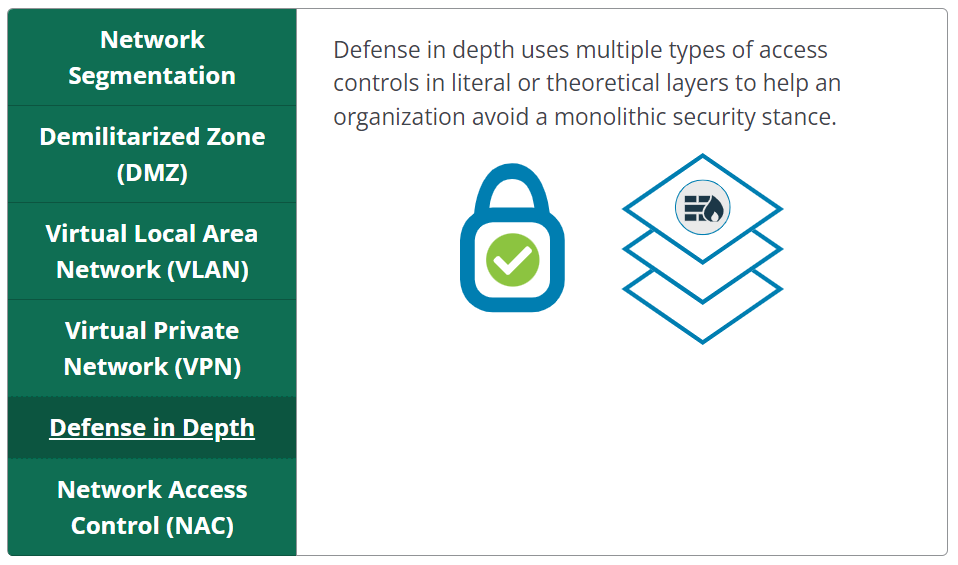 Network
Segmentation
Demilitarized Zone
(DMZ)
Virtual Local Area
Network (VLAN)
Virtual Private
Network (VPN)
Defense in Depth
Network Access
Control (NAC)
Defense in depth uses multiple types of access
controls in literal or theoretical layers to help an
organization avoid a monolithic security stance.